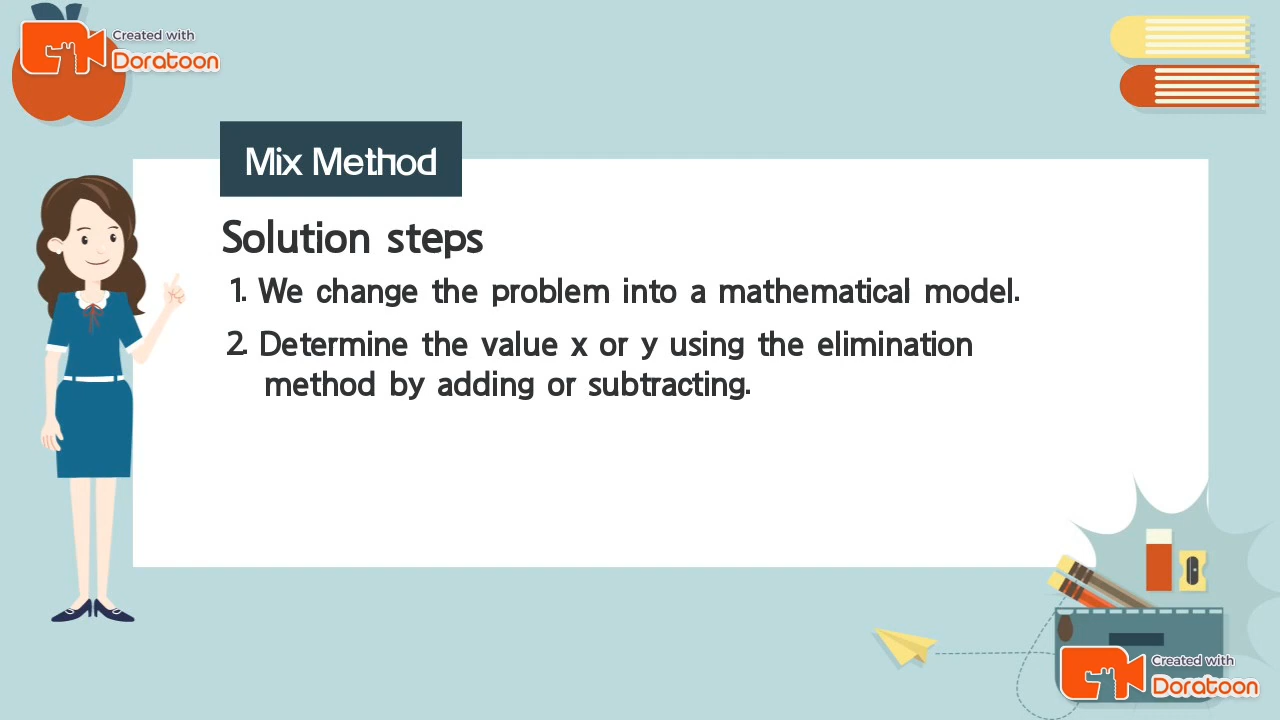 Created with
Doratoon
Mix Method
Solution steps
1. We change the problem into a mathematical model.
2. Determine the value x or y using the elimination
method by adding or subtracting.
Created with
Doratoon